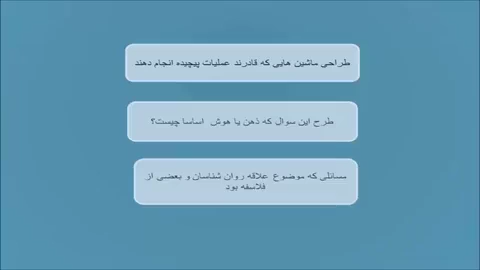 طراحی ماشین هایی که قادرند عملیات پیچیده انجام دهند
طرح این سوال که ذهن یا هوش اساسا چیست؟
مسائلی که موضوع علاقه روان شناسان و بعضی از
فلاسفه بود